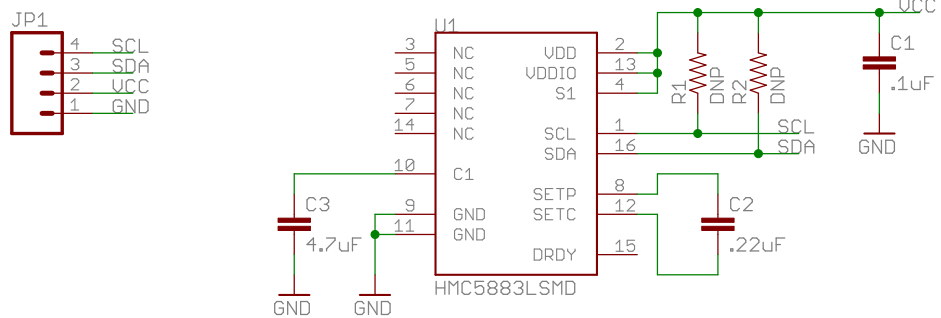 JP1
4 SCL
3 SDA
2 VCC
1 GND
U1
3 NC
5 NC
6 NC
7 NC
14 NC
10 C1
9 GND
11 GND
VDD 2
VDDIO 13
S1 4
SCL 1
SDA 16
SETP 8
SETC 12
DRDY 15
HMC5883LSMD
C3
4.7uF
GND
GND
R1
DNP
R2
DNP
SCL
SDA
VCC
C1
.1uF
GND
C2
.22uF